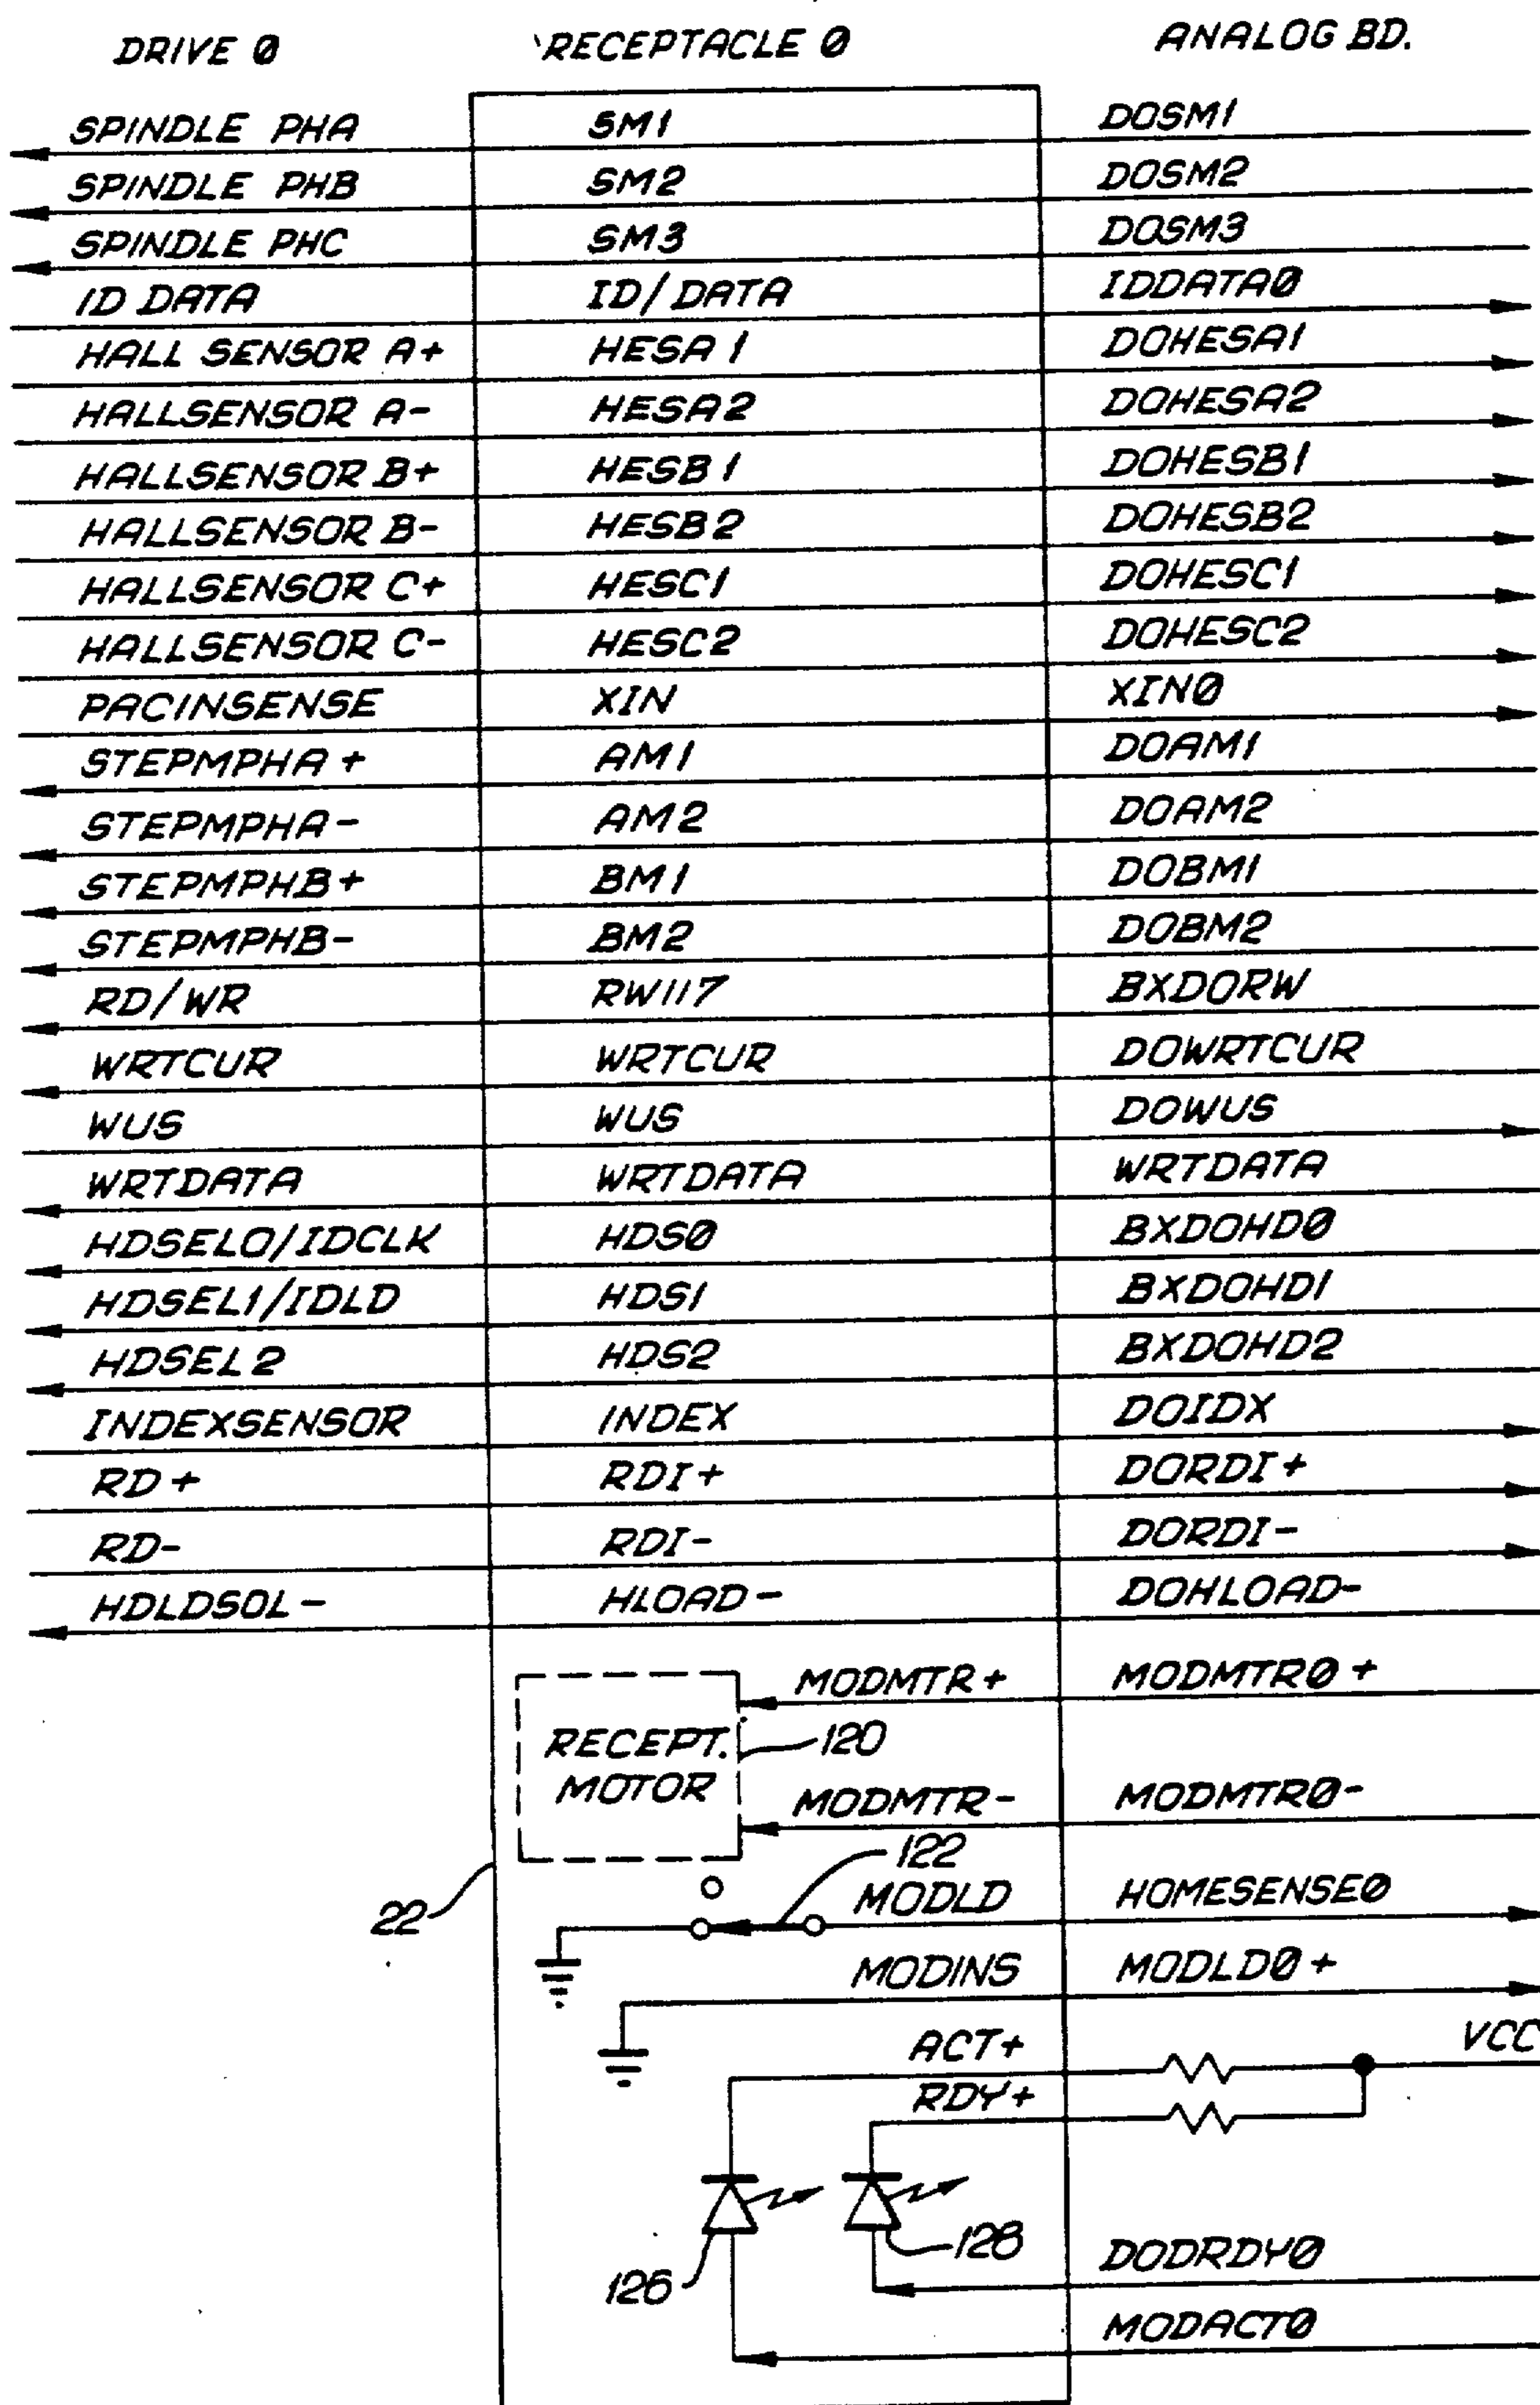 DRIVE 0 RECEPTACLE 0 ANALOG BD.
SPINDLE PHA SM1 DOSM1
SPINDLE PHB SM2 DOSM2
SPINDLE PHC SM3 DOSM3
ID DATA ID/DATA IDDATA0
HALL SENSOR A+ HESA1 DOHESA1
HALLSENSOR A- HESA2 DOHESA2
HALLSENSOR B+ HESB1 DOHESB1
HALLSENSOR B- HESB2 DOHESB2
HALLSENSOR C+ HESC1 DOHESC1
HALLSENSOR C- HESC2 DOHESC2
PACINSENSE XIN XIN0
STEPMPHA+ AM1 DOAM1
STEPMPHA- AM2 DOAM2
STEPMPHB+ BM1 DOBM1
STEPMPHB- BM2 DOBM2
RD/WR RW117 BXDORW
WRTCUR WRTCUR DOWRTCUR
WUS WUS DOWUS
WRTDATA WRTDATA WRTDATA
HDSELO/IDCLK HDS0 BXDOHD0
HDSEL1/IDLD HDS1 BXDOHD1
HDSEL2 HDS2 BXDOHD2
INDEXSENSOR INDEX DOIDX
RD+ RDI+ DORDI+
RD- RDI- DORDI-
HDLDSOL- HLOAD- DOHLOAD-
MODMTR+ MODMTR0+
RECEPT. MOTOR 120
MODMTR- MODMTR0-
122
22 MODLD HOMESENSE0
MODINS MODLD0+
ACT+ VCC
RDY+
128 DODRDY0
126
MODACT0